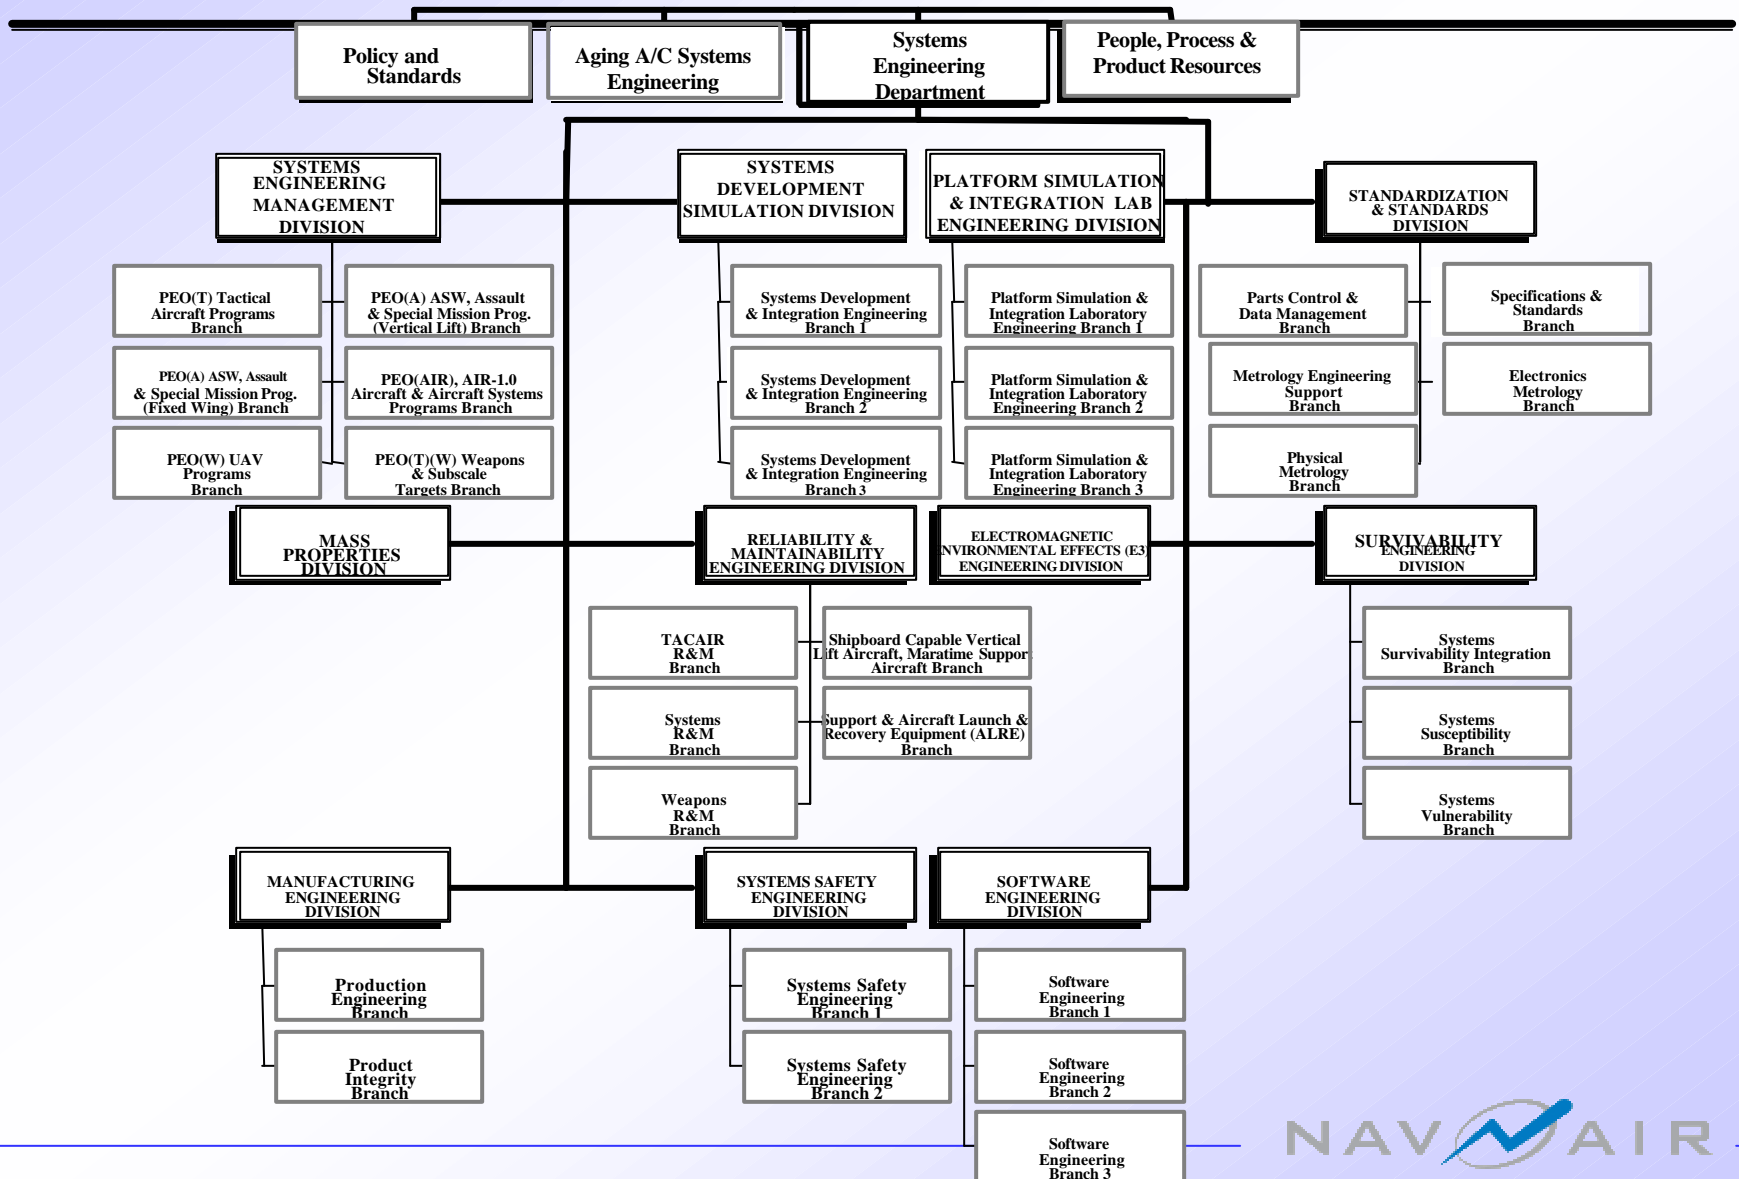 Policy and
Standards
Aging A/C Systems
Engineering
Systems
Engineering
Department
People, Process &
Product Resources
SYSTEMS
ENGINEERING
MANAGEMENT
DIVISION
SYSTEMS
DEVELOPMENT
SIMULATION DIVISION
PLATFORM SIMULATION
& INTEGRATION LAB
ENGINEERING DIVISION
STANDARDIZATION
& STANDARDS
DIVISION
PEO(T) Tactical
Aircraft Programs
Branch
PEO(A) ASW, Assault
& Special Mission Prog.
(Vertical Lift) Branch
Systems Development
& Integration Engineering
Branch 1
Platform Simulation &
Integration Laboratory
Engineering Branch 1
Parts Control &
Data Management
Branch
Specifications &
Standards
Branch
PEO(A) ASW, Assault
& Special Mission Prog.
(Fixed Wing) Branch
PEO(AIR), AIR-1.0
Aircraft & Aircraft Systems
Programs Branch
Systems Development
& Integration Engineering
Branch 2
Platform Simulation &
Integration Laboratory
Engineering Branch 2
Metrology Engineering
Support
Branch
Electronics
Metrology
Branch
PEO(W) UAV
Programs
Branch
PEO(T)(W) Weapons
& Subscale
Targets Branch
Systems Development
& Integration Engineering
Branch 3
Platform Simulation &
Integration Laboratory
Engineering Branch 3
Physical
Metrology
Branch
MASS
PROPERTIES
DIVISION
RELIABILITY &
MAINTAINABILITY
ENGINEERING DIVISION
ELECTROMAGNETIC
NVIRONMENTAL EFFECTS (E3)
ENGINEERING DIVISION
SURVIVABILITY
ENGINEERING
DIVISION
TACAIR
R&M
Branch
Shipboard Capable Vertical
Lift Aircraft, Maratime Support
Aircraft Branch
Systems
Survivability Integration
Branch
Systems
R&M
Branch
Support & Aircraft Launch &
Recovery Equipment (ALRE)
Branch
Systems
Susceptibility
Branch
Weapons
R&M
Branch
Systems
Vulnerability
Branch
MANUFACTURING
ENGINEERING
DIVISION
SYSTEMS SAFETY
ENGINEERING
DIVISION
SOFTWARE
ENGINEERING
DIVISION
Production
Engineering
Branch
Systems Safety
Engineering
Branch 1
Software
Engineering
Branch 1
Product
Integrity
Branch
Systems Safety
Engineering
Branch 2
Software
Engineering
Branch 2
Software
Engineering
Branch 3
NAVAIR